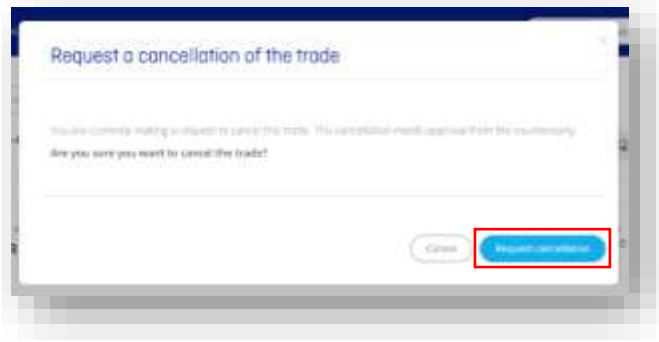 Request a cancellation of the trade
You are currently making a request to cancel this trade. This cancellation needs approval from the counterparty.
Are you sure you want to cancel the trade?
Cancel
Request cancellation